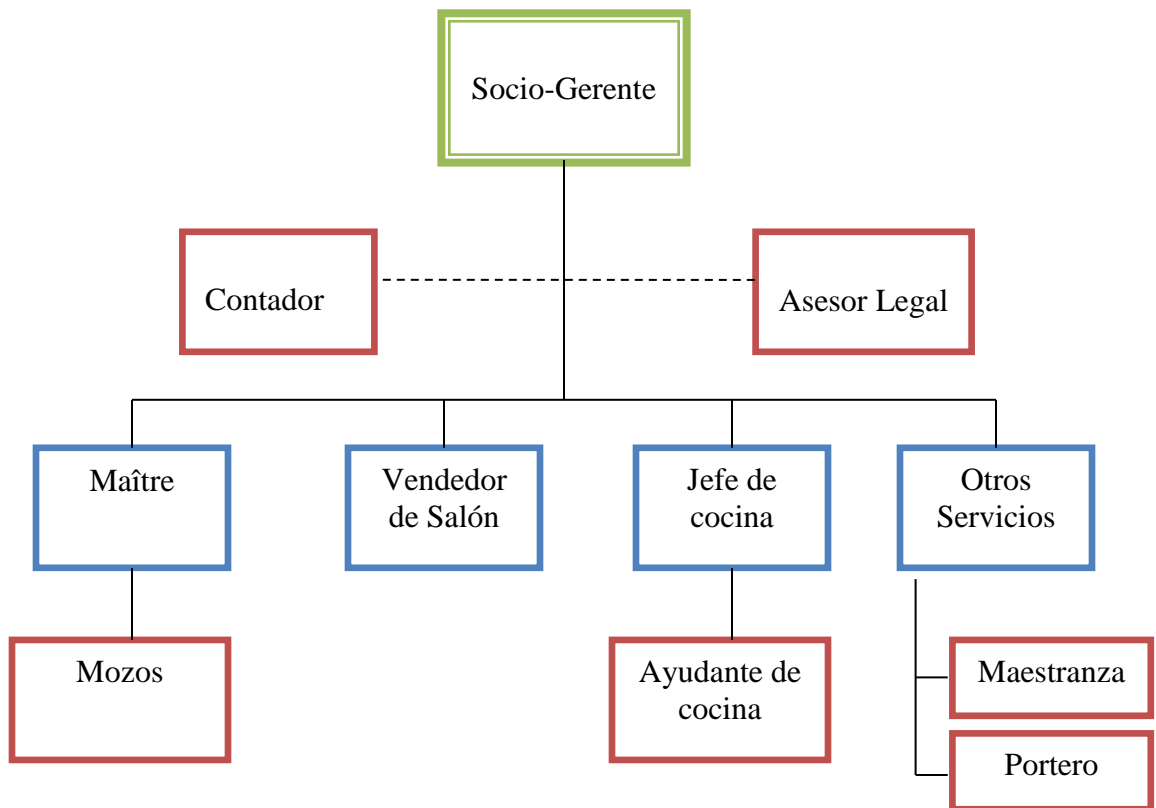 Socio-Gerente
Contador
Asesor Legal
Maître
Vendedor
de Salón
Jefe de
cocina
Otros
Servicios
Mozos
Ayudante de
cocina
Maestranza
Portero